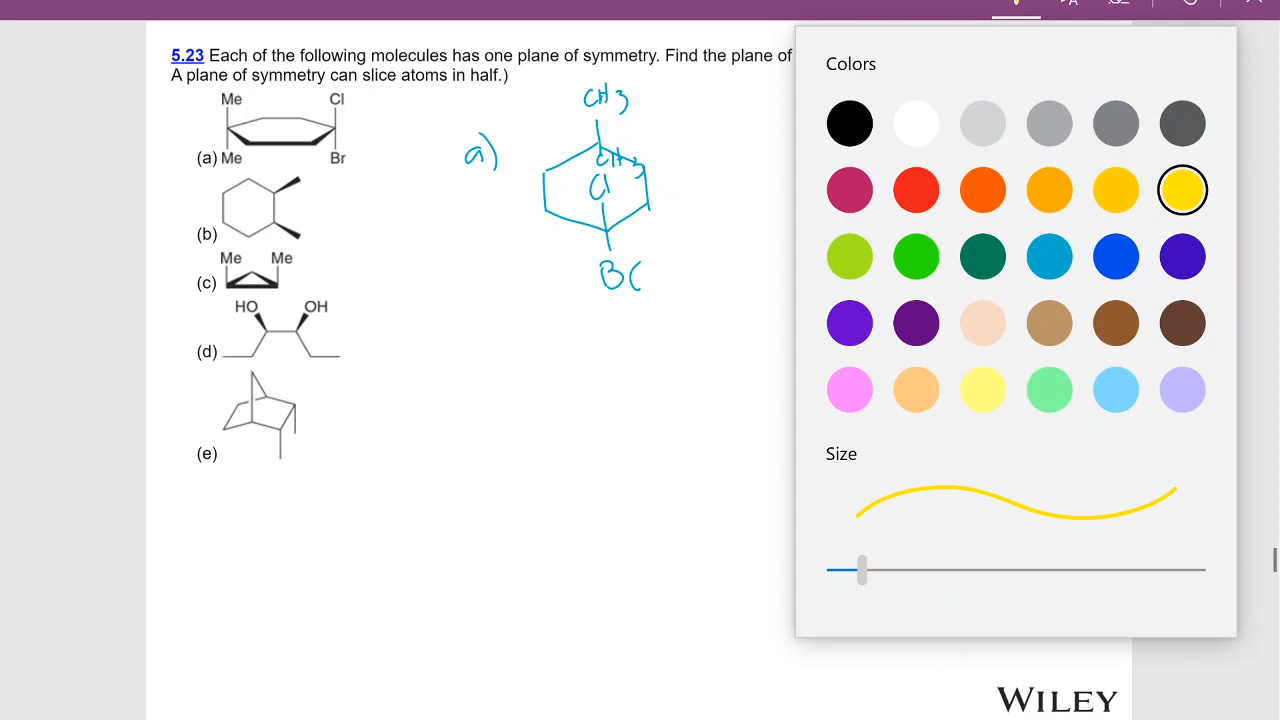 5.23 Each of the following molecules has one plane of symmetry. Find the plane of
A plane of symmetry can slice atoms in half.)
Me Cl
(a) Me Br
(b)
Me Me
(c)
HO OH
(d)
(e)
a)
CH3
CH3
Cl
Br
Colors
Size
WILEY